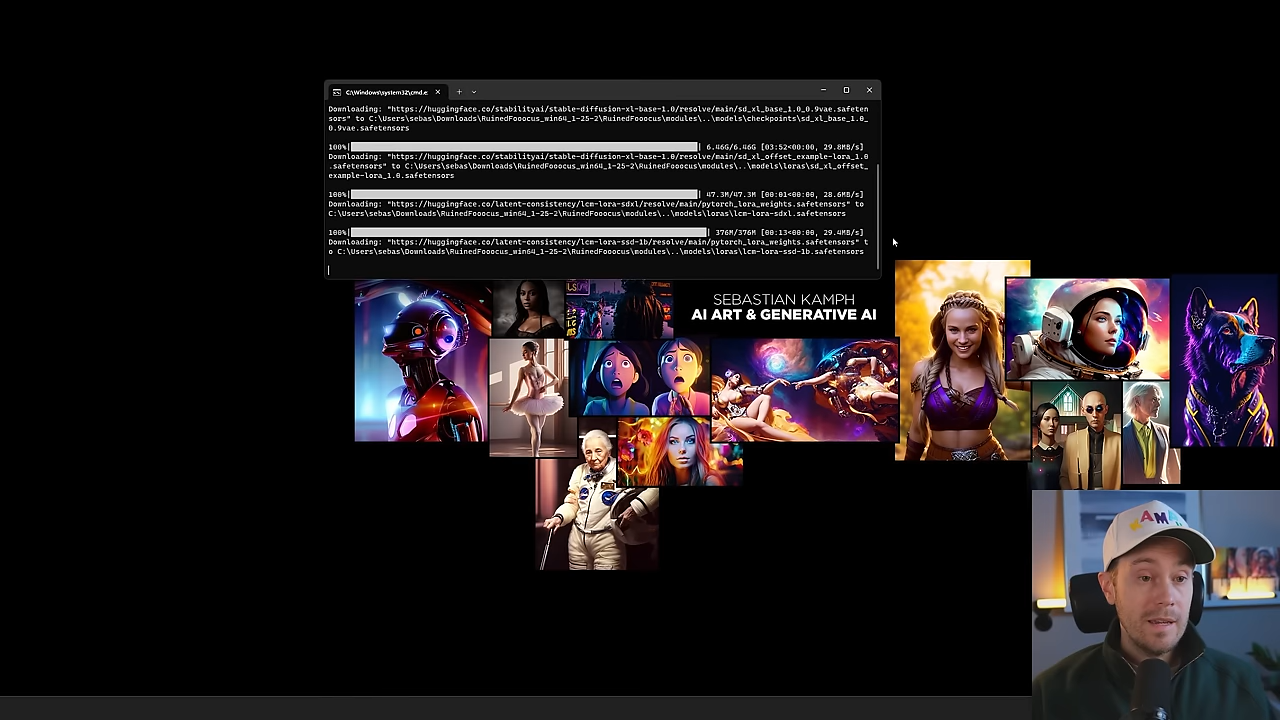 C:\Windows\system32\cmd.e
Downloading: "https://huggingface.co/stabilityai/stable-diffusion-xl-base-1.0/resolve/main/sd_xl_base_1.0_0.9vae.safeten
sors" to C:\Users\sebas\Downloads\RuinedFooocus_win64_1-25-2\RuinedFooocus\modules\..\models\checkpoints\sd_xl_base_1.0_
0.9vae.safetensors
100%| | 6.46G/6.46G [03:52<00:00, 29.8MB/s]
Downloading: "https://huggingface.co/stabilityai/stable-diffusion-xl-base-1.0/resolve/main/sd_xl_offset_example-lora_1.0
.safetensors" to C:\Users\sebas\Downloads\RuinedFooocus_win64_1-25-2\RuinedFooocus\modules\..\models\loras\sd_xl_offset_
example-lora_1.0.safetensors
100%| | 47.3M/47.3M [00:01<00:00, 28.6MB/s]
Downloading: "https://huggingface.co/latent-consistency/lcm-lora-sdxl/resolve/main/pytorch_lora_weights.safetensors" to
C:\Users\sebas\Downloads\RuinedFooocus_win64_1-25-2\RuinedFooocus\modules\..\models\loras\lcm-lora-sdxl.safetensors
100%| | 376M/376M [00:13<00:00, 29.4MB/s]
Downloading: "https://huggingface.co/latent-consistency/lcm-lora-ssd-1b/resolve/main/pytorch_lora_weights.safetensors" t
o C:\Users\sebas\Downloads\RuinedFooocus_win64_1-25-2\RuinedFooocus\modules\..\models\loras\lcm-lora-ssd-1b.safetensors
SEBASTIAN KAMPH
AI ART & GENERATIVE AI